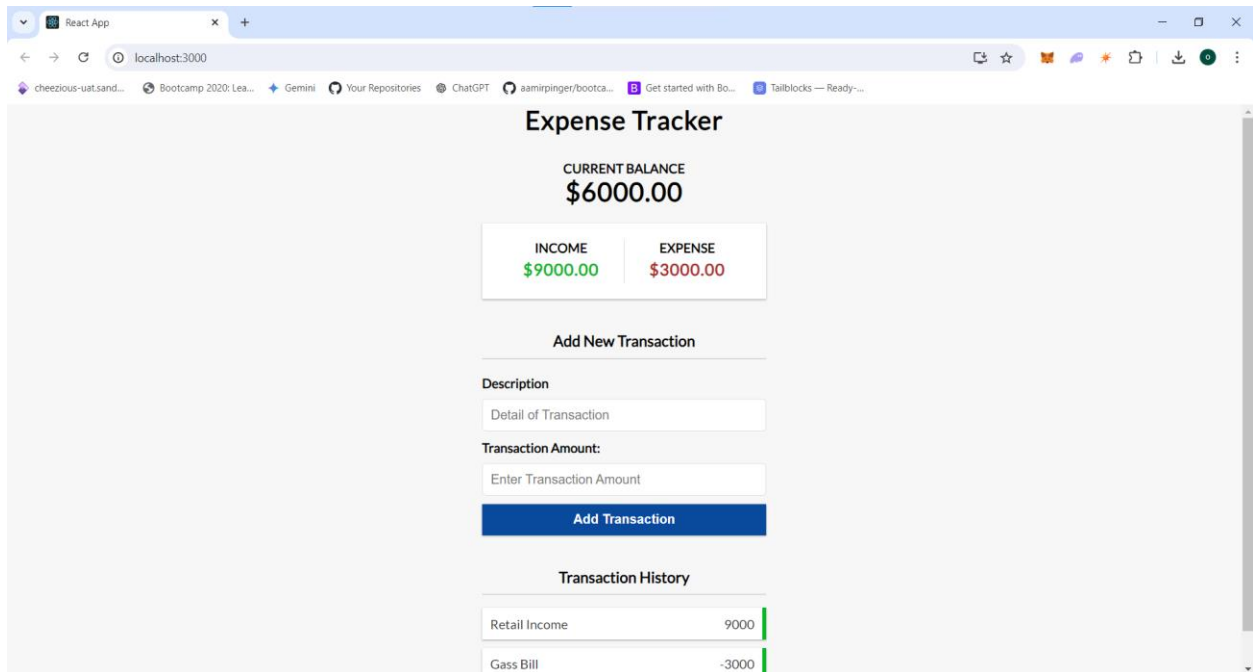 React App
localhost:3000
cheezious-uat.sand... Bootcamp 2020: Lea... Gemini Your Repositories ChatGPT aamirpinger/bootca... B Get started with Bo... Tailblocks — Ready-...
Expense Tracker
CURRENT BALANCE
$6000.00
INCOME EXPENSE
$9000.00 $3000.00
Add New Transaction
Description
Detail of Transaction
Transaction Amount:
Enter Transaction Amount
Add Transaction
Transaction History
Retail Income 9000
Gass Bill -3000